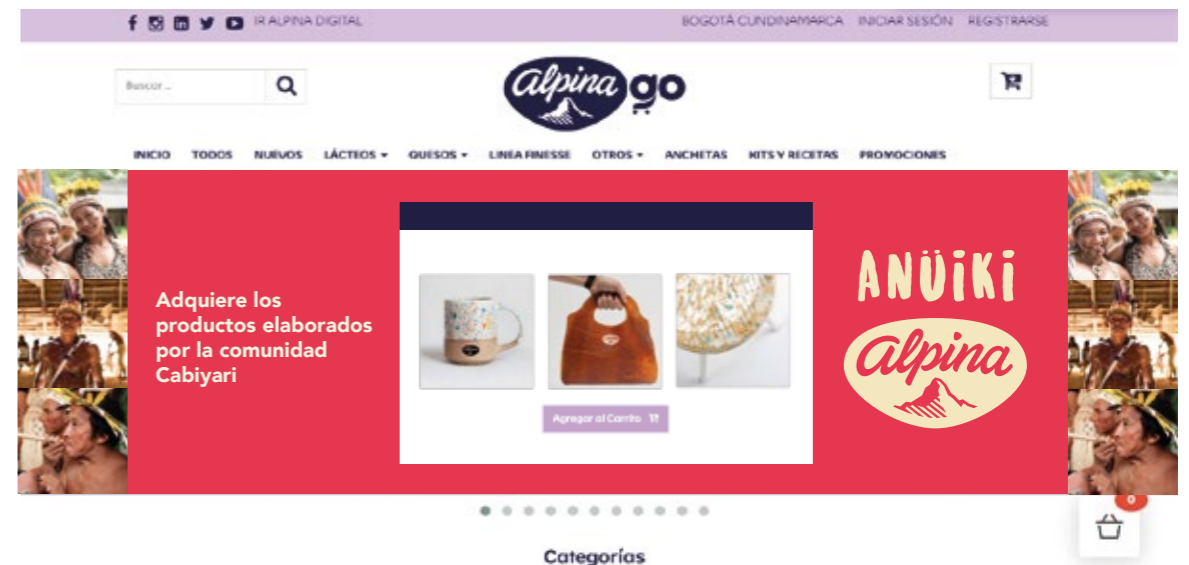 IR ALPINA DIGITAL
BOGOTÁ CUNDINAMARCA INICIAR SESIÓN REGISTRARSE
Buscar...
alpina go
INICIO TODOS NUEVOS LÁCTEOS QUESOS LINEA FINESSE OTROS ANCHETAS KITS Y RECETAS PROMOCIONES
Adquiere los
productos elaborados
por la comunidad
Cabiyari
Agregar al Carrito
ANÜiKi
alpina
0
Categorías